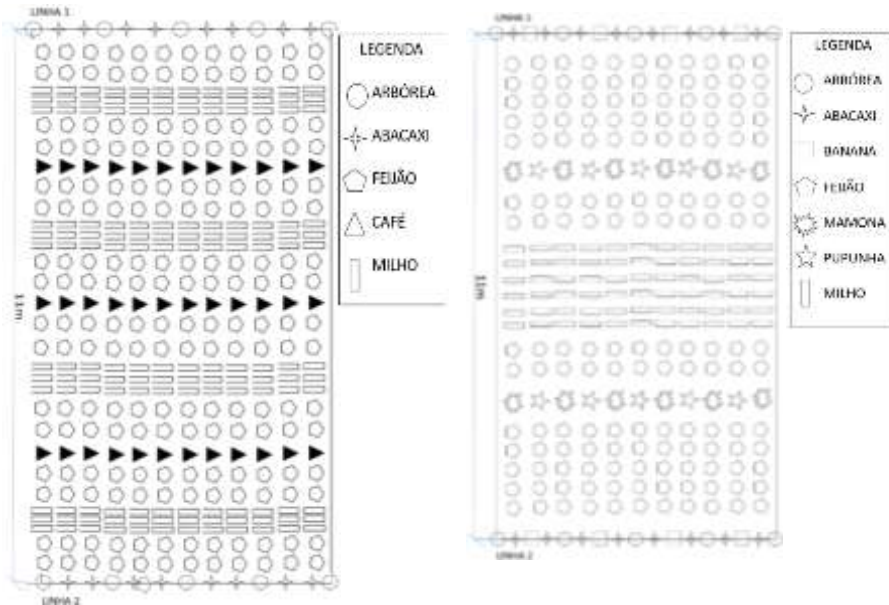 LINHA 1
LEGENDA
ARBÓREA
ABACAXI
FEIJÃO
CAFÉ
MILHO
11m
LINHA 2
LINHA 1
LEGENDA
ARBÓREA
ABACAXI
BANANA
FEIJÃO
MAMONA
PUPUNHA
MILHO
11m
LINHA 2